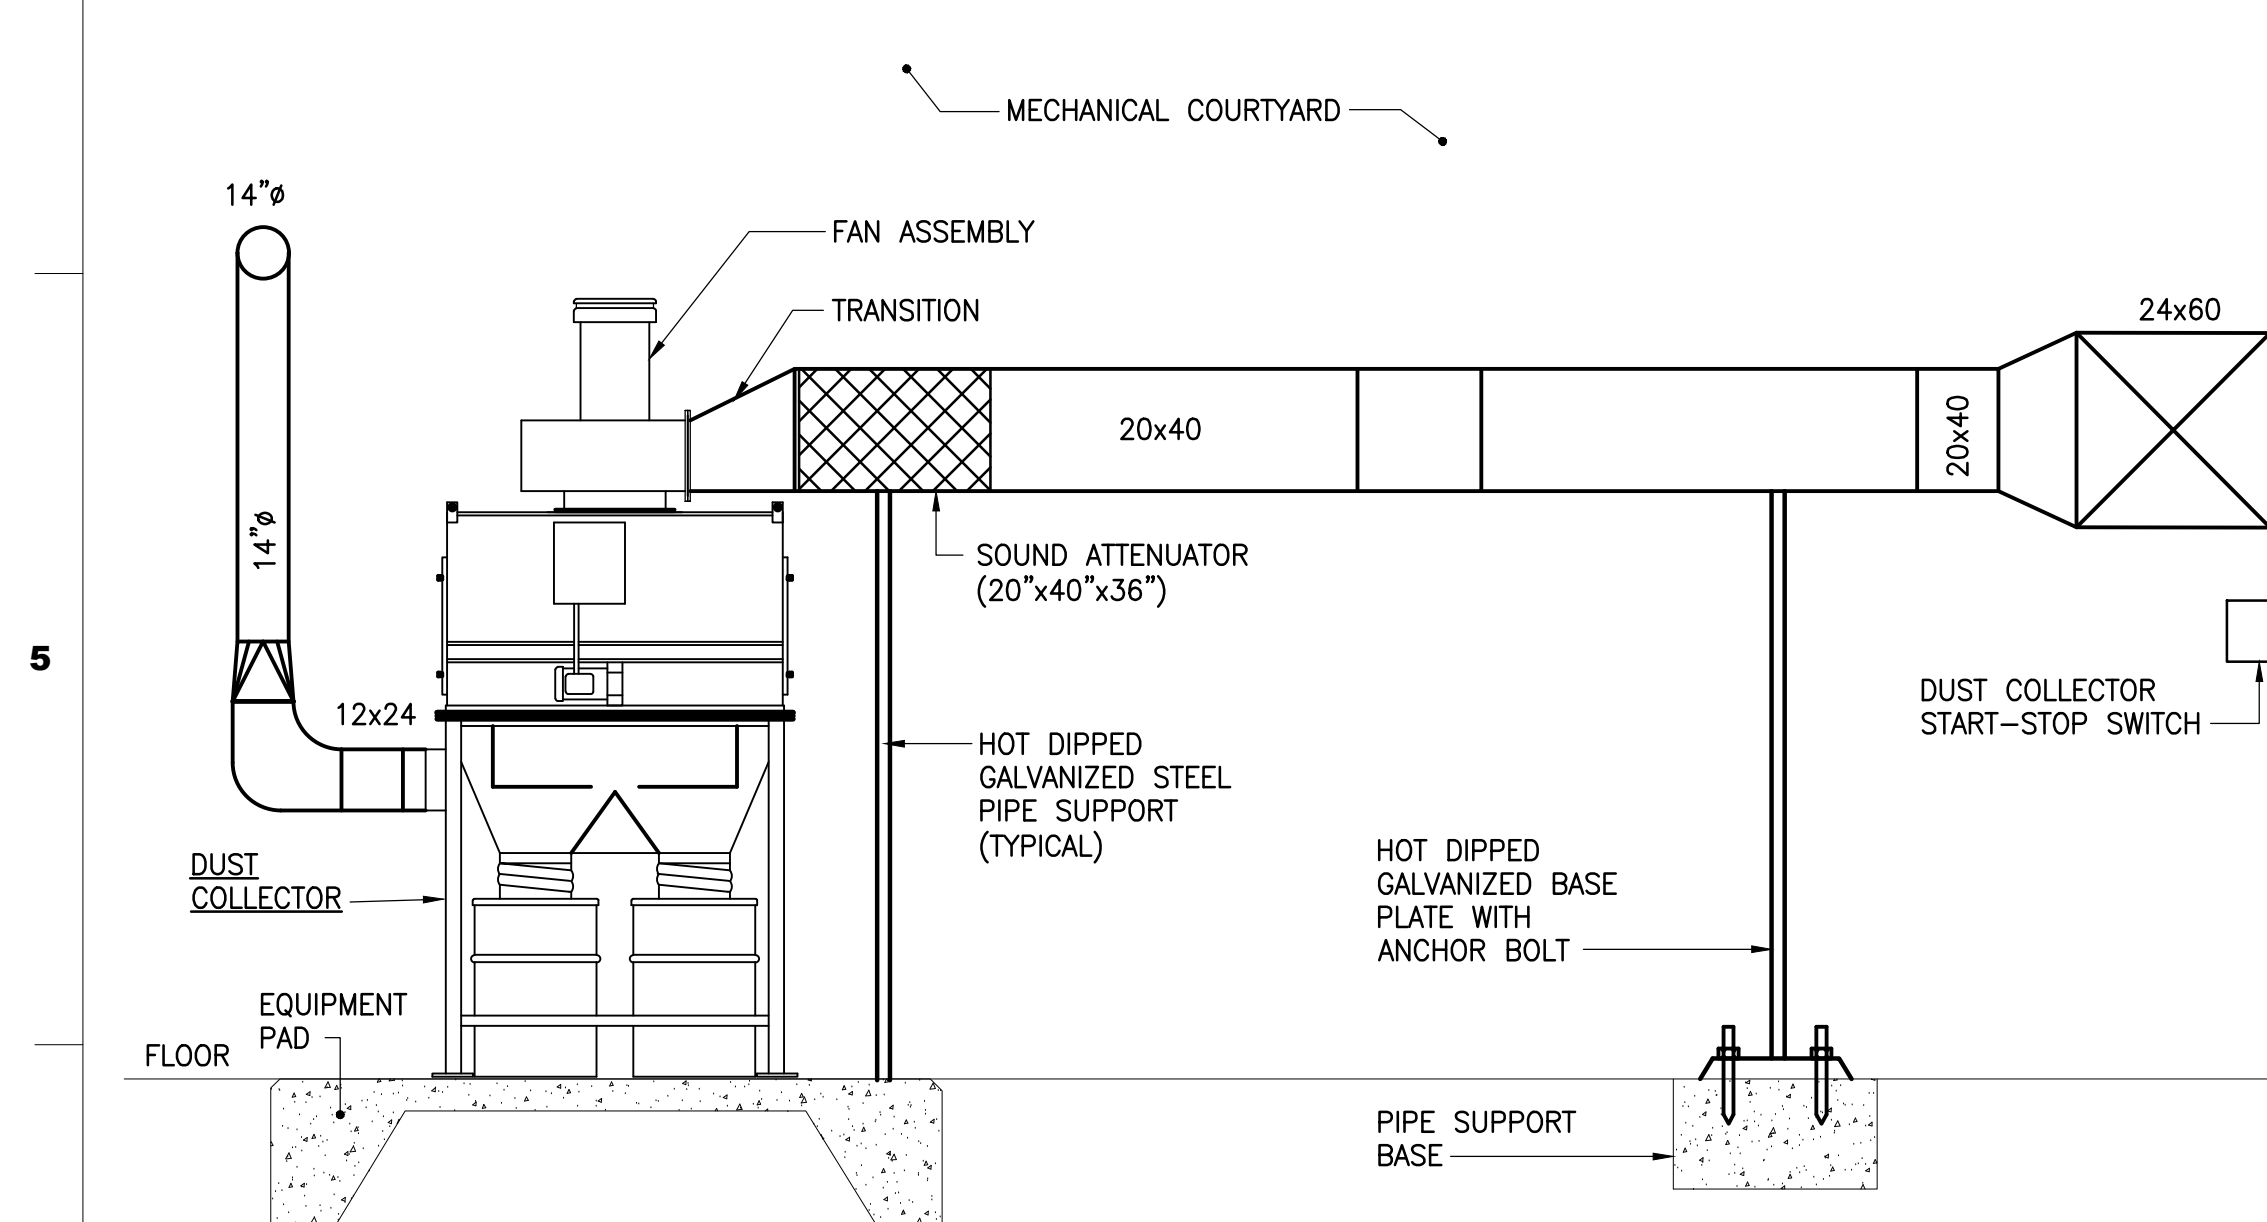 MECHANICAL COURTYARD
14"ø
FAN ASSEMBLY
TRANSITION
24x60
20x40
20x40
14"ø
SOUND ATTENUATOR
(20"x40"x36")
5
12x24
DUST COLLECTOR
START-STOP SWITCH
HOT DIPPED
GALVANIZED STEEL
PIPE SUPPORT
(TYPICAL)
DUST
COLLECTOR
HOT DIPPED
GALVANIZED BASE
PLATE WITH
ANCHOR BOLT
EQUIPMENT
PAD
FLOOR
PIPE SUPPORT
BASE